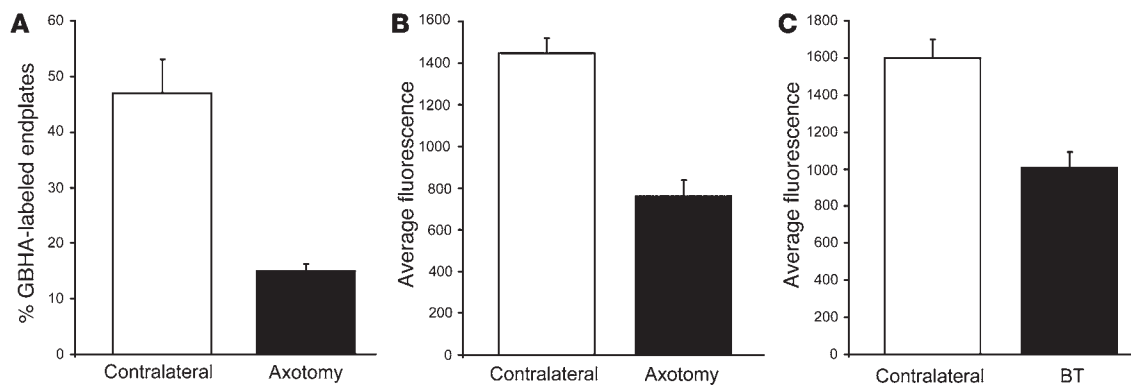 A
% GBHA-labeled endplates
60
50
40
30
20
10
0
Contralateral
Axotomy
B
Average fluorescence
1600
1400
1200
1000
800
600
400
200
0
Contralateral
Axotomy
C
Average fluorescence
1800
1600
1400
1200
1000
800
600
400
200
0
Contralateral
BT